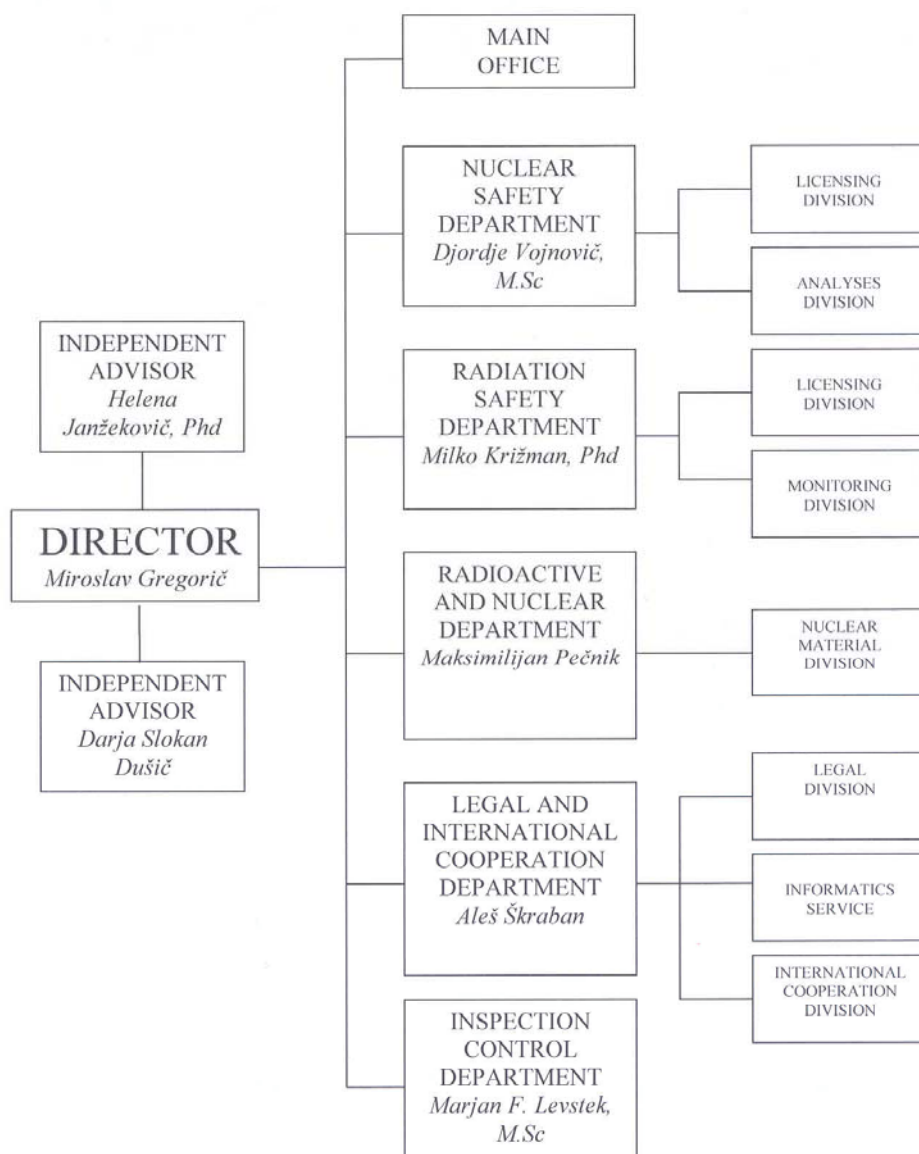 MAIN
OFFICE
NUCLEAR
SAFETY
DEPARTMENT
Djordje Vojnovič,
M.Sc
LICENSING
DIVISION
ANALYSES
DIVISION
INDEPENDENT
ADVISOR
Helena
Janžekovič, Phd
RADIATION
SAFETY
DEPARTMENT
Milko Križman, Phd
LICENSING
DIVISION
MONITORING
DIVISION
DIRECTOR
Miroslav Gregorič
RADIOACTIVE
AND NUCLEAR
DEPARTMENT
Maksimilijan Pečnik
NUCLEAR
MATERIAL
DIVISION
INDEPENDENT
ADVISOR
Darja Slokan
Dušič
LEGAL AND
INTERNATIONAL
COOPERATION
DEPARTMENT
Aleš Škraban
LEGAL
DIVISION
INFORMATICS
SERVICE
INTERNATIONAL
COOPERATION
DIVISION
INSPECTION
CONTROL
DEPARTMENT
Marjan F. Levstek,
M.Sc